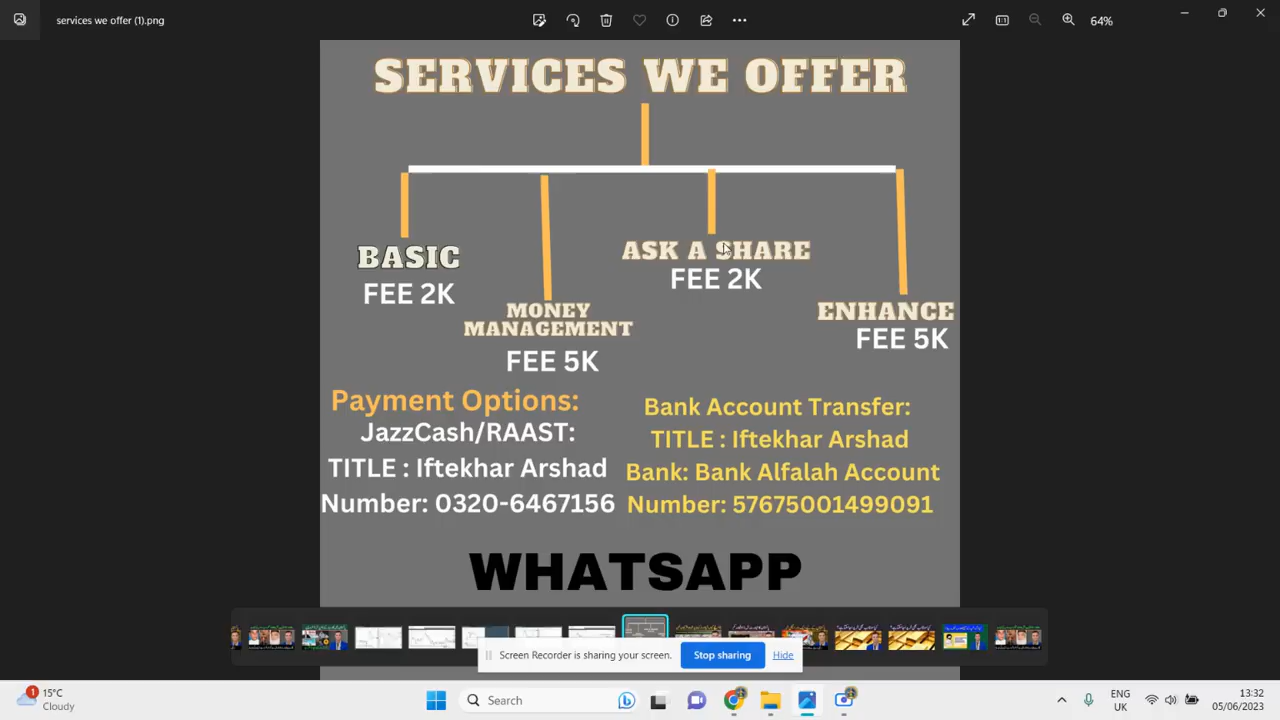 services we offer (1).png
64%
SERVICES WE OFFER
BASIC
FEE 2K
MONEY
MANAGEMENT
FEE 5K
ASK A SHARE
FEE 2K
ENHANCE
FEE 5K
Payment Options:
JazzCash/RAAST:
TITLE : Iftekhar Arshad
Number: 0320-6467156
Bank Account Transfer:
TITLE : Iftekhar Arshad
Bank: Bank Alfalah Account
Number: 57675001499091
WHATSAPP
Screen Recorder is sharing your screen.
Stop sharing
Hide
1
15°C
Cloudy
Search
ENG
UK
13:32
05/06/2023